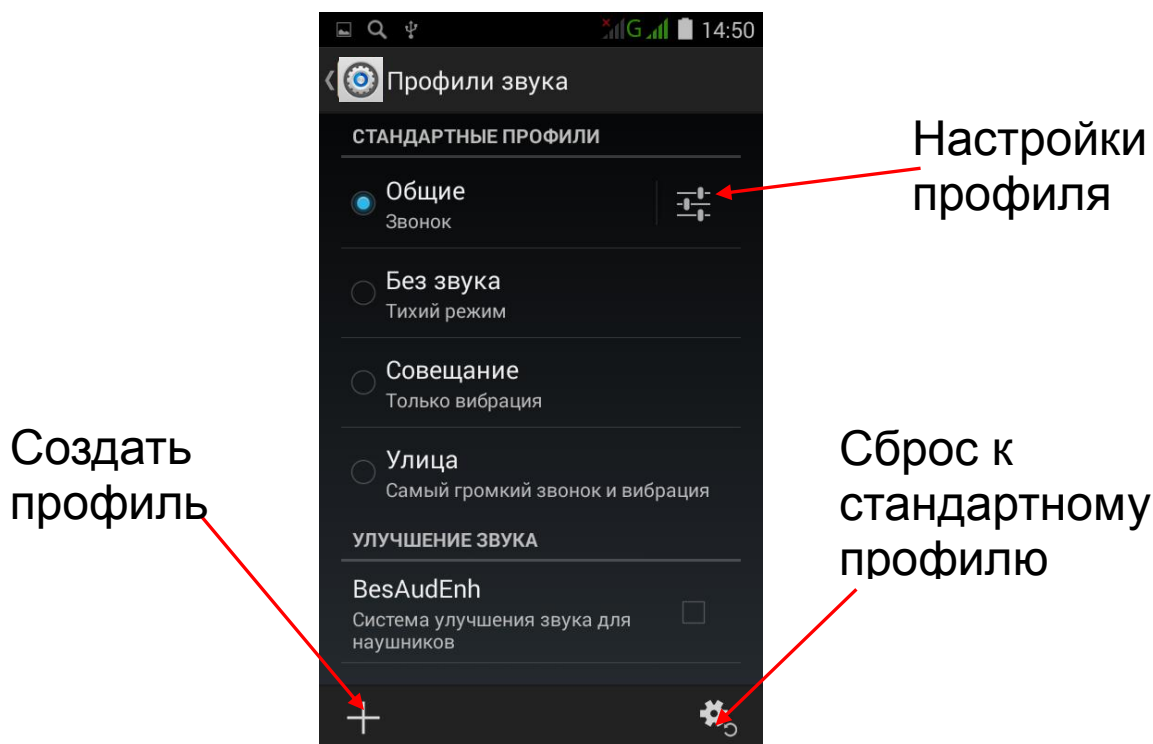 G 14:50
Профили звука
СТАНДАРТНЫЕ ПРОФИЛИ
Общие
Звонок
Без звука
Тихий режим
Совещание
Только вибрация
Улица
Самый громкий звонок и вибрация
УЛУЧШЕНИЕ ЗВУКА
BesAudEnh
Система улучшения звука для
наушников
Настройки
профиля
Создать
профиль
Сброс к
стандартному
профилю